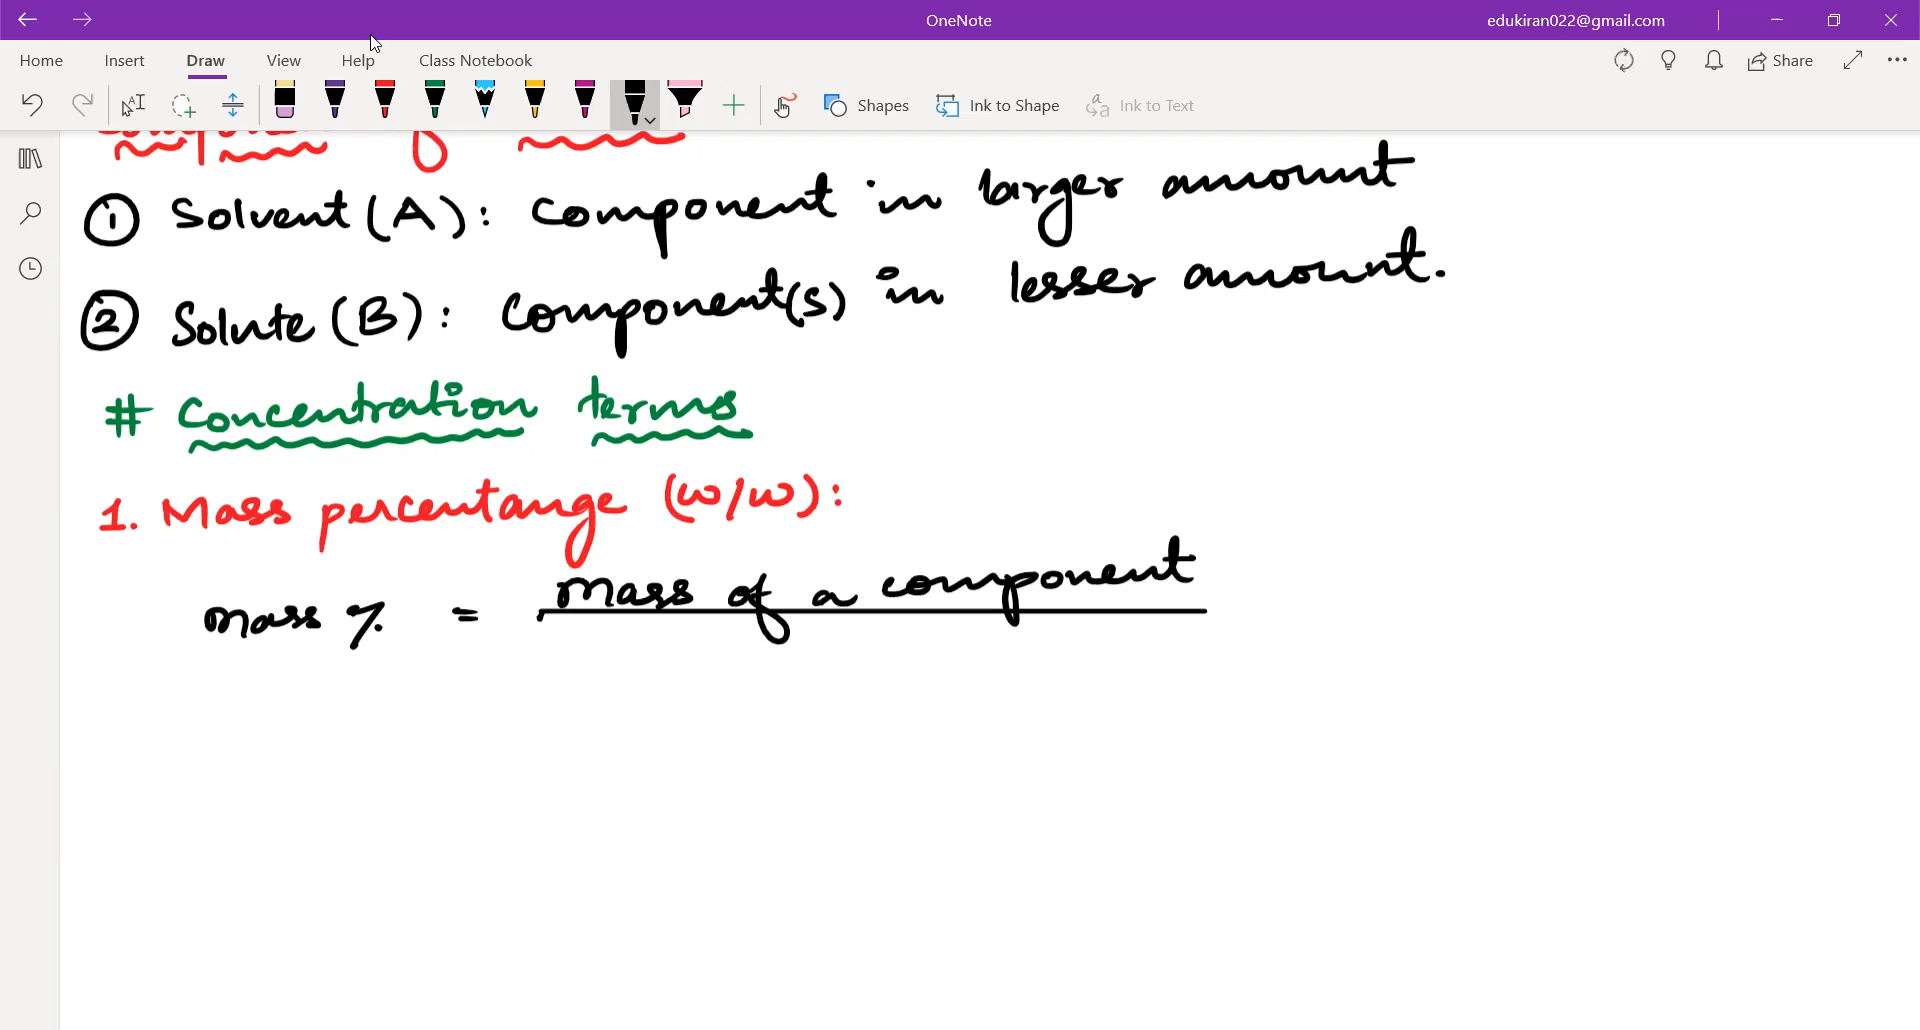 OneNote
edukiran022@gmail.com
Home Insert Draw View Help Class Notebook
Share
Shapes Ink to Shape Ink to Text
① Solvent (A): Component in larger amount
② Solute (B): Component(s) in lesser amount.
# Concentration terms
1. Mass percentange (w/w):
mass % = mass of a component